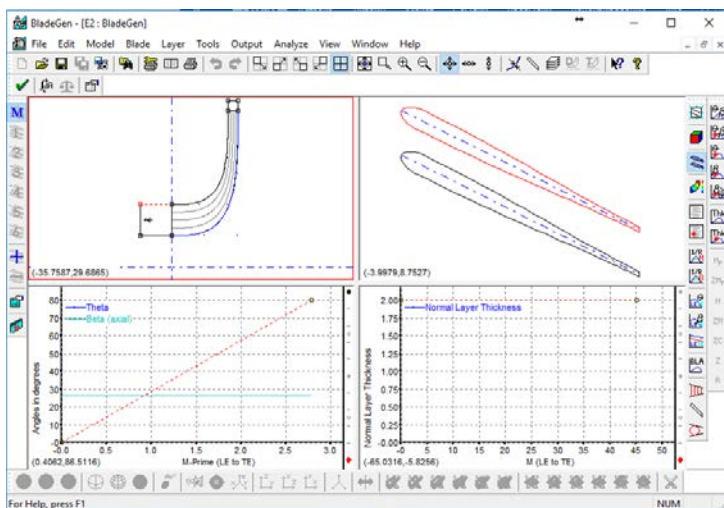 BladeGen - [E2 : BladeGen]
File Edit Model Blade Layer Tools Output Analyze View Window Help
M
(-35.7587,29.6865)
(-3.9979,8.7527)
Angles in degrees
80
70
60
50
40
30
20
10
-0
Theta
Beta (axial)
-0.0 0.5 1.0 1.5 2.0 2.5 3.0
M-Prime (LE to TE)
(0.4062,86.5116)
Normal Layer Thickness
2.00
1.75
1.50
1.25
1.00
0.75
0.50
0.25
-0.00
Normal Layer Thickness
-0 5 10 15 20 25 30 35 40 45 50
M (LE to TE)
(-65.0316,-5.8256)
BLA
For Help, press F1
NUM